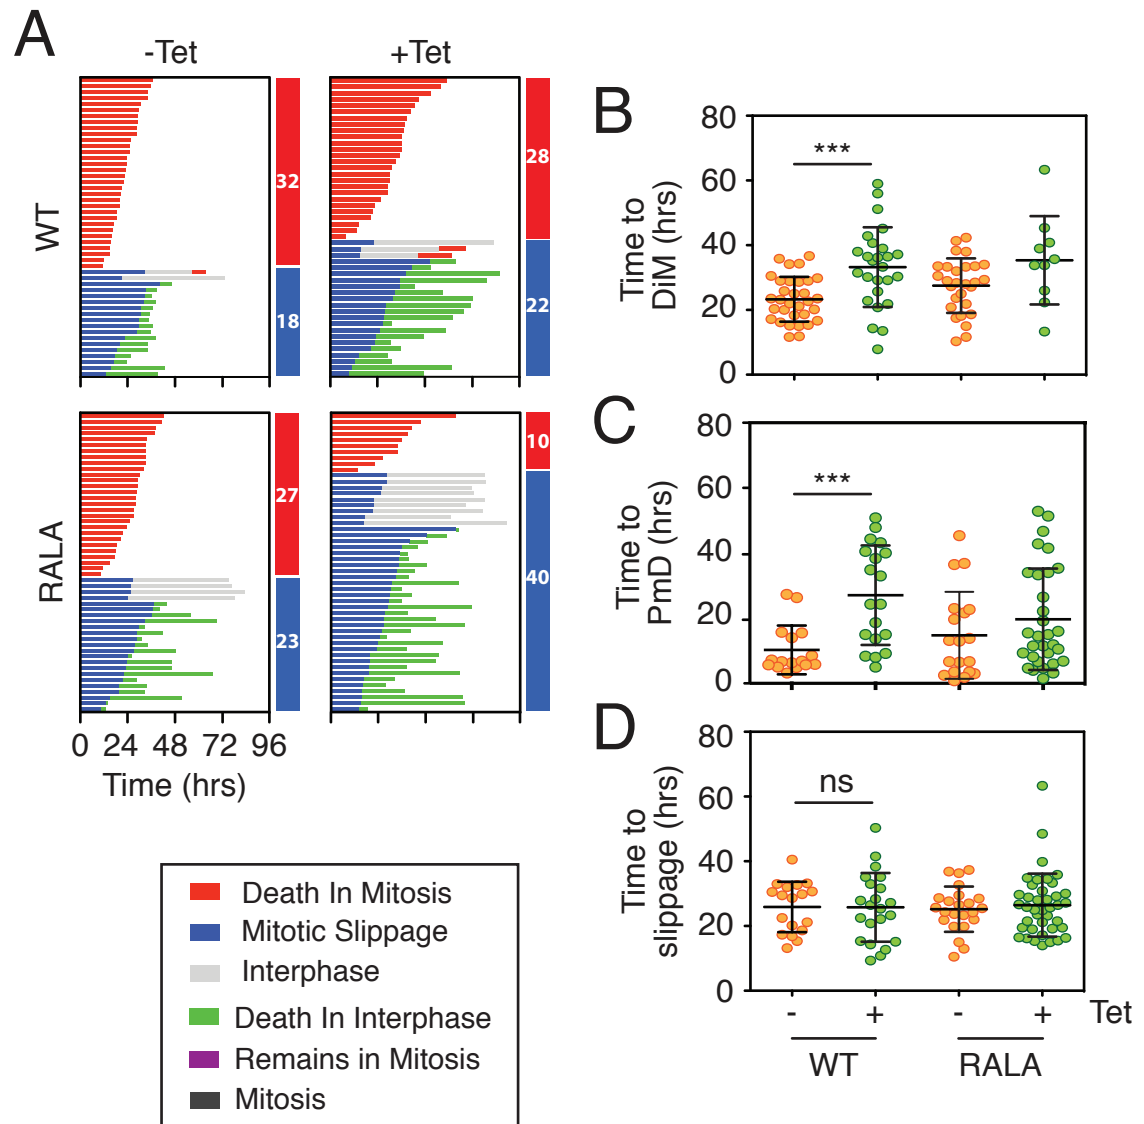 A
-Tet
+Tet
WT
32
18
28
22
RALA
27
23
10
40
0 24 48 72 96
Time (hrs)
Death In Mitosis
Mitotic Slippage
Interphase
Death In Interphase
Remains in Mitosis
Mitosis
B
Time to
DiM (hrs)
80
60
40
20
0
***
C
Time to
PmD (hrs)
80
60
40
20
0
***
D
Time to
slippage (hrs)
80
60
40
20
0
ns
- + - + Tet
WT RALA